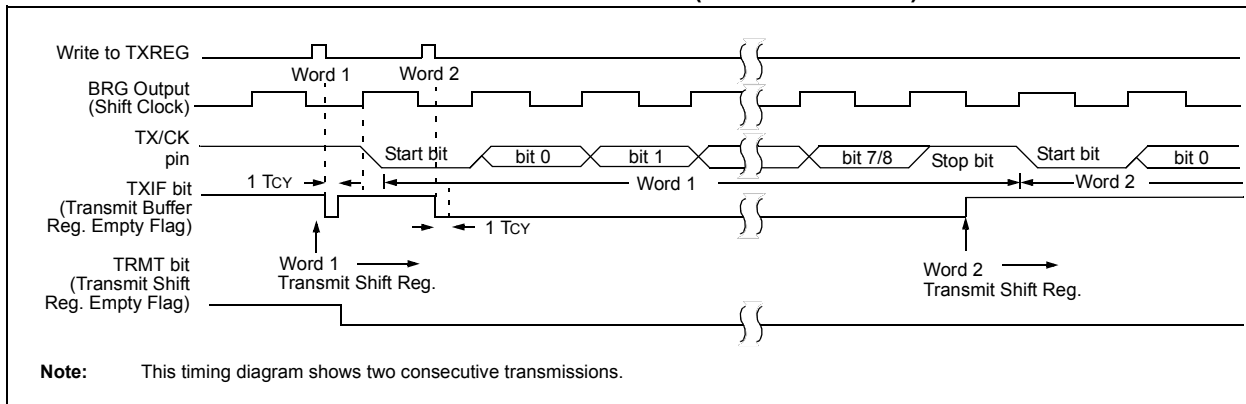 Write to TXREG
Word 1
Word 2
BRG Output
(Shift Clock)
TX/CK
pin
Start bit
bit 0
bit 1
bit 7/8
Stop bit
Start bit
bit 0
1 TCY
Word 1
Word 2
TXIF bit
(Transmit Buffer
Reg. Empty Flag)
1 TCY
Word 1
Transmit Shift Reg.
Word 2
Transmit Shift Reg.
TRMT bit
(Transmit Shift
Reg. Empty Flag)
Note: This timing diagram shows two consecutive transmissions.